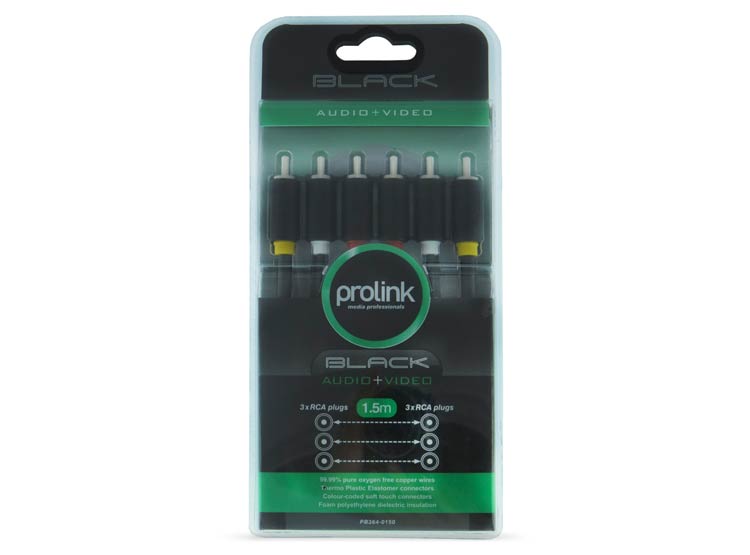 BLACK
AUDIO+VIDEO
prolink
media professionals
BLACK
AUDIO+VIDEO
3 x RCA plugs 1.5m 3 x RCA plugs
99.99% pure oxygen free copper wires
Thermo Plastic Elastomer connectors
Colour-coded soft touch connectors
Foam polyethylene dielectric insulation
PB364-0150